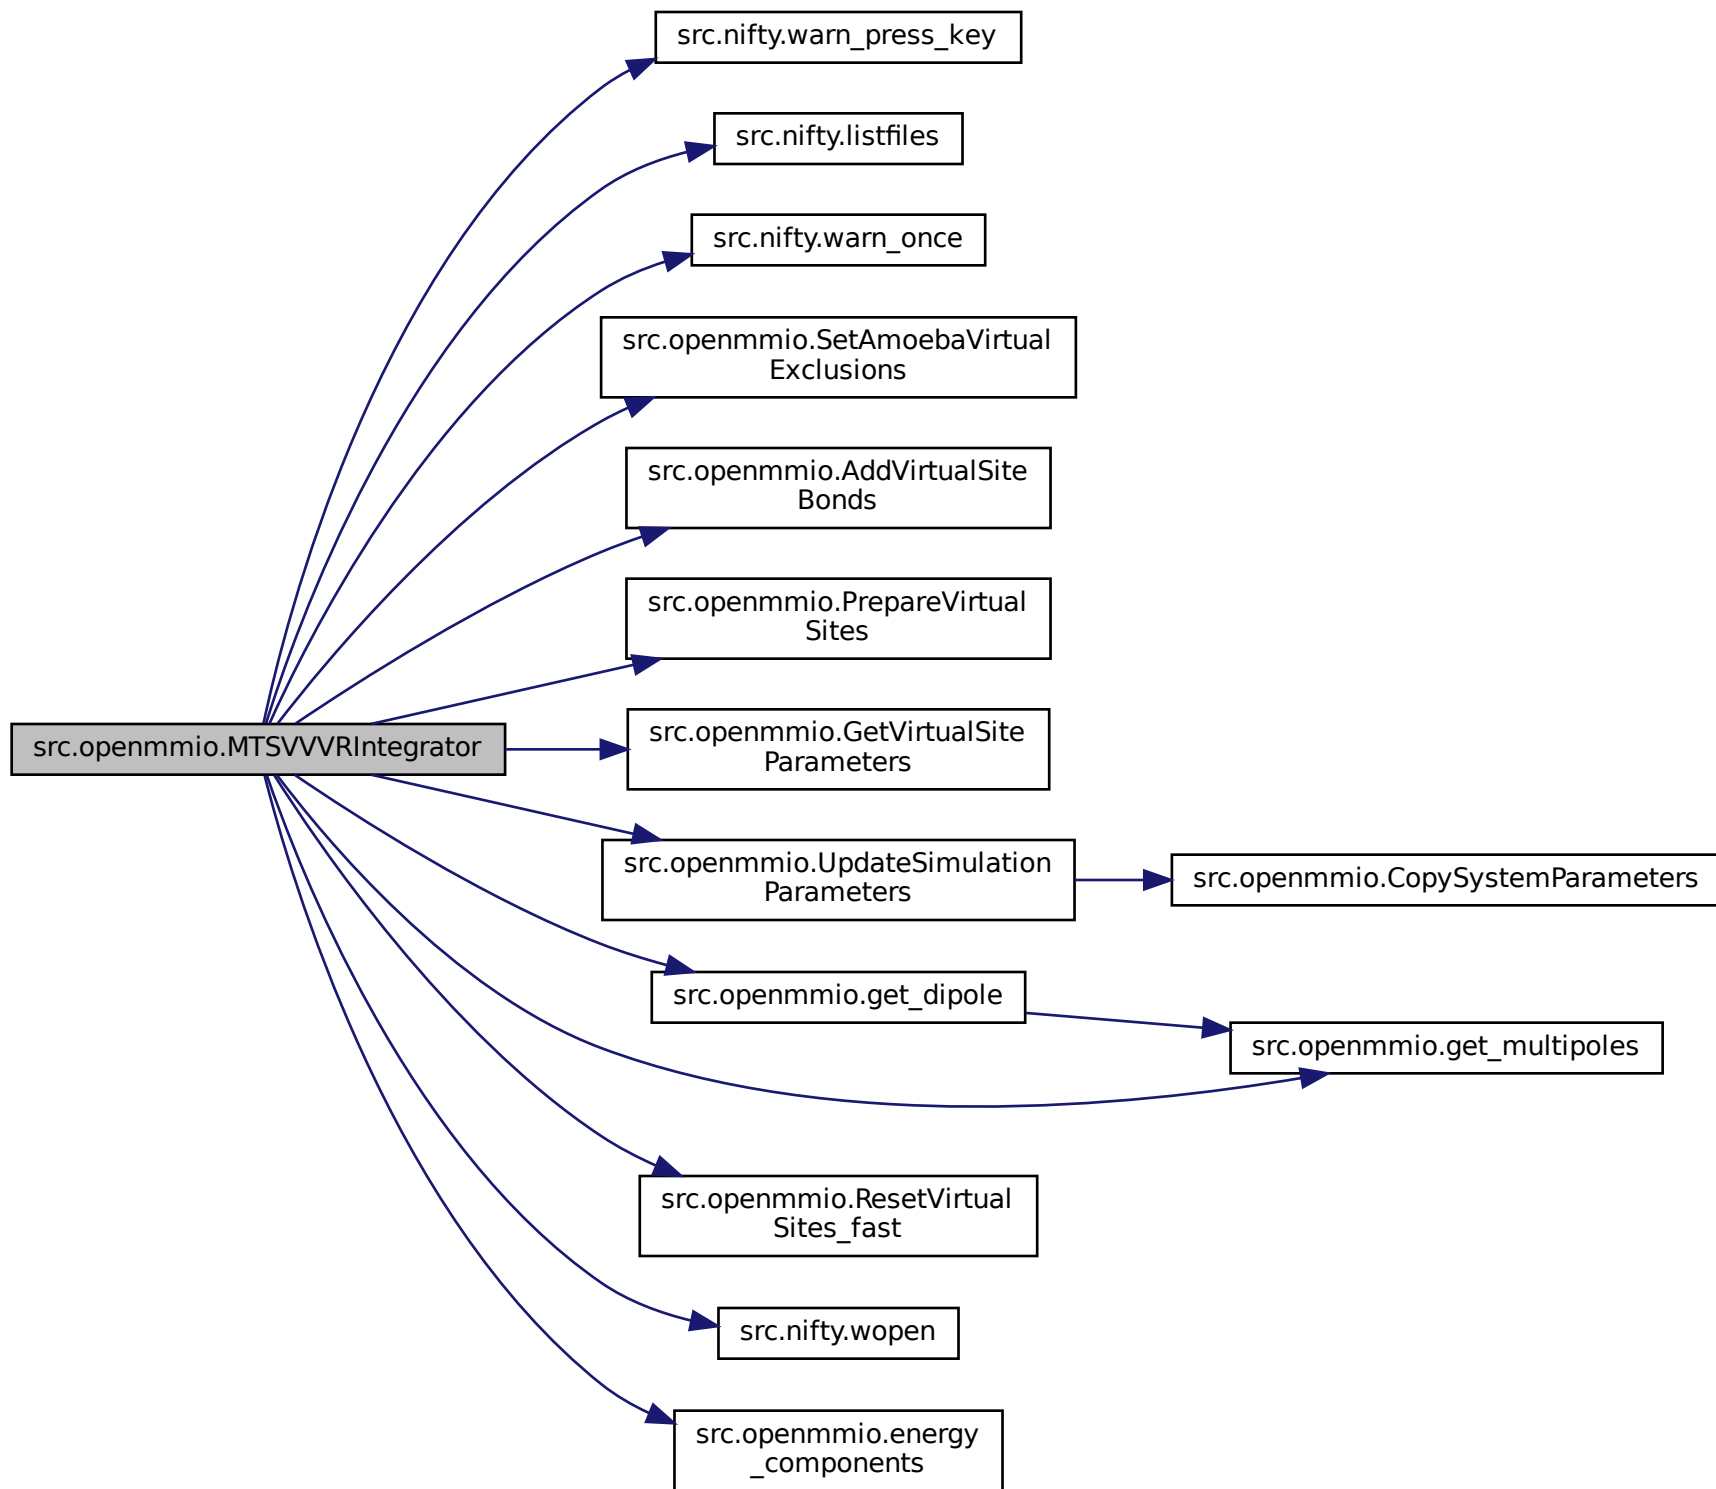 src.nifty.warn_press_key
src.nifty.listfiles
src.nifty.warn_once
src.openmmio.SetAmoebaVirtual
Exclusions
src.openmmio.AddVirtualSite
Bonds
src.openmmio.PrepareVirtual
Sites
src.openmmio.MTSVVVRIntegrator
src.openmmio.GetVirtualSite
Parameters
src.openmmio.UpdateSimulation
Parameters
src.openmmio.CopySystemParameters
src.openmmio.get_dipole
src.openmmio.get_multipoles
src.openmmio.ResetVirtual
Sites_fast
src.nifty.wopen
src.openmmio.energy
_components